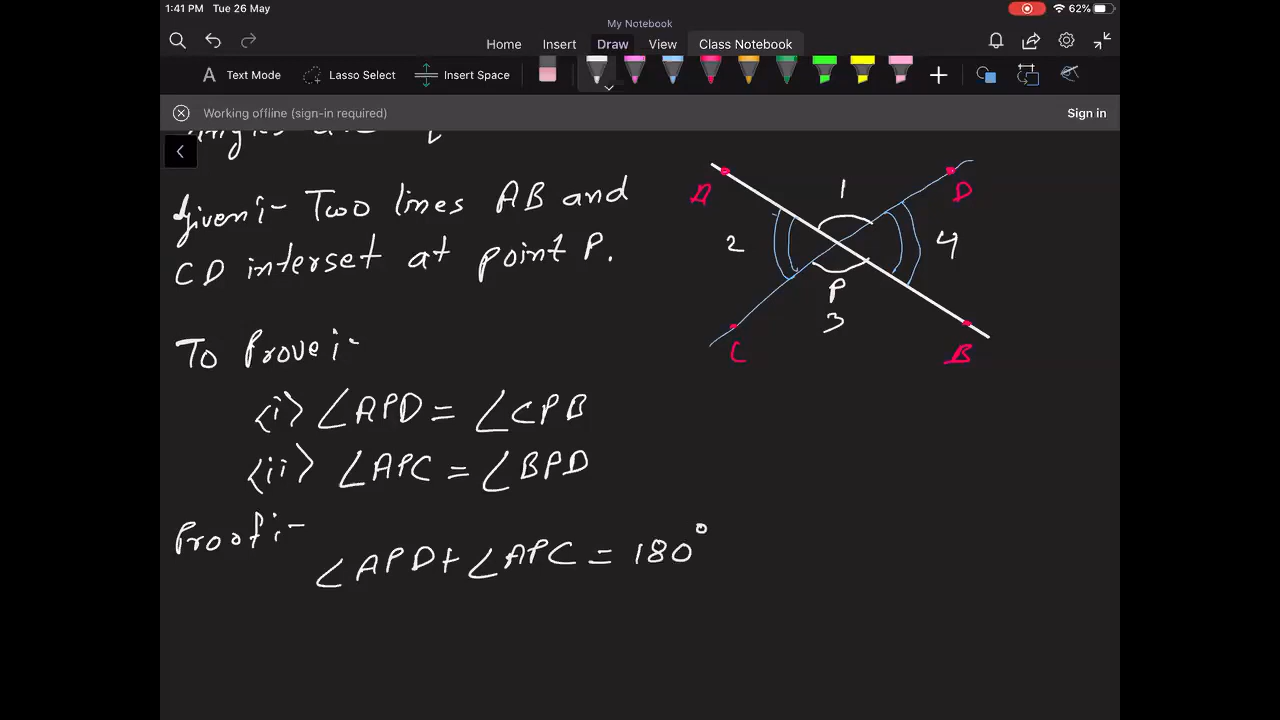 1:41 PM Tue 26 May
62%
My Notebook
Home Insert Draw View Class Notebook
Text Mode Lasso Select Insert Space
Working offline (sign-in required) Sign in
Given:- Two lines AB and
CD interset at point P.
To Prove:-
(i) ∠APD = ∠CPB
(ii) ∠APC = ∠BPD
Proof:-
∠APD + ∠APC = 180°
A 1 D
2 4
P
3
C B